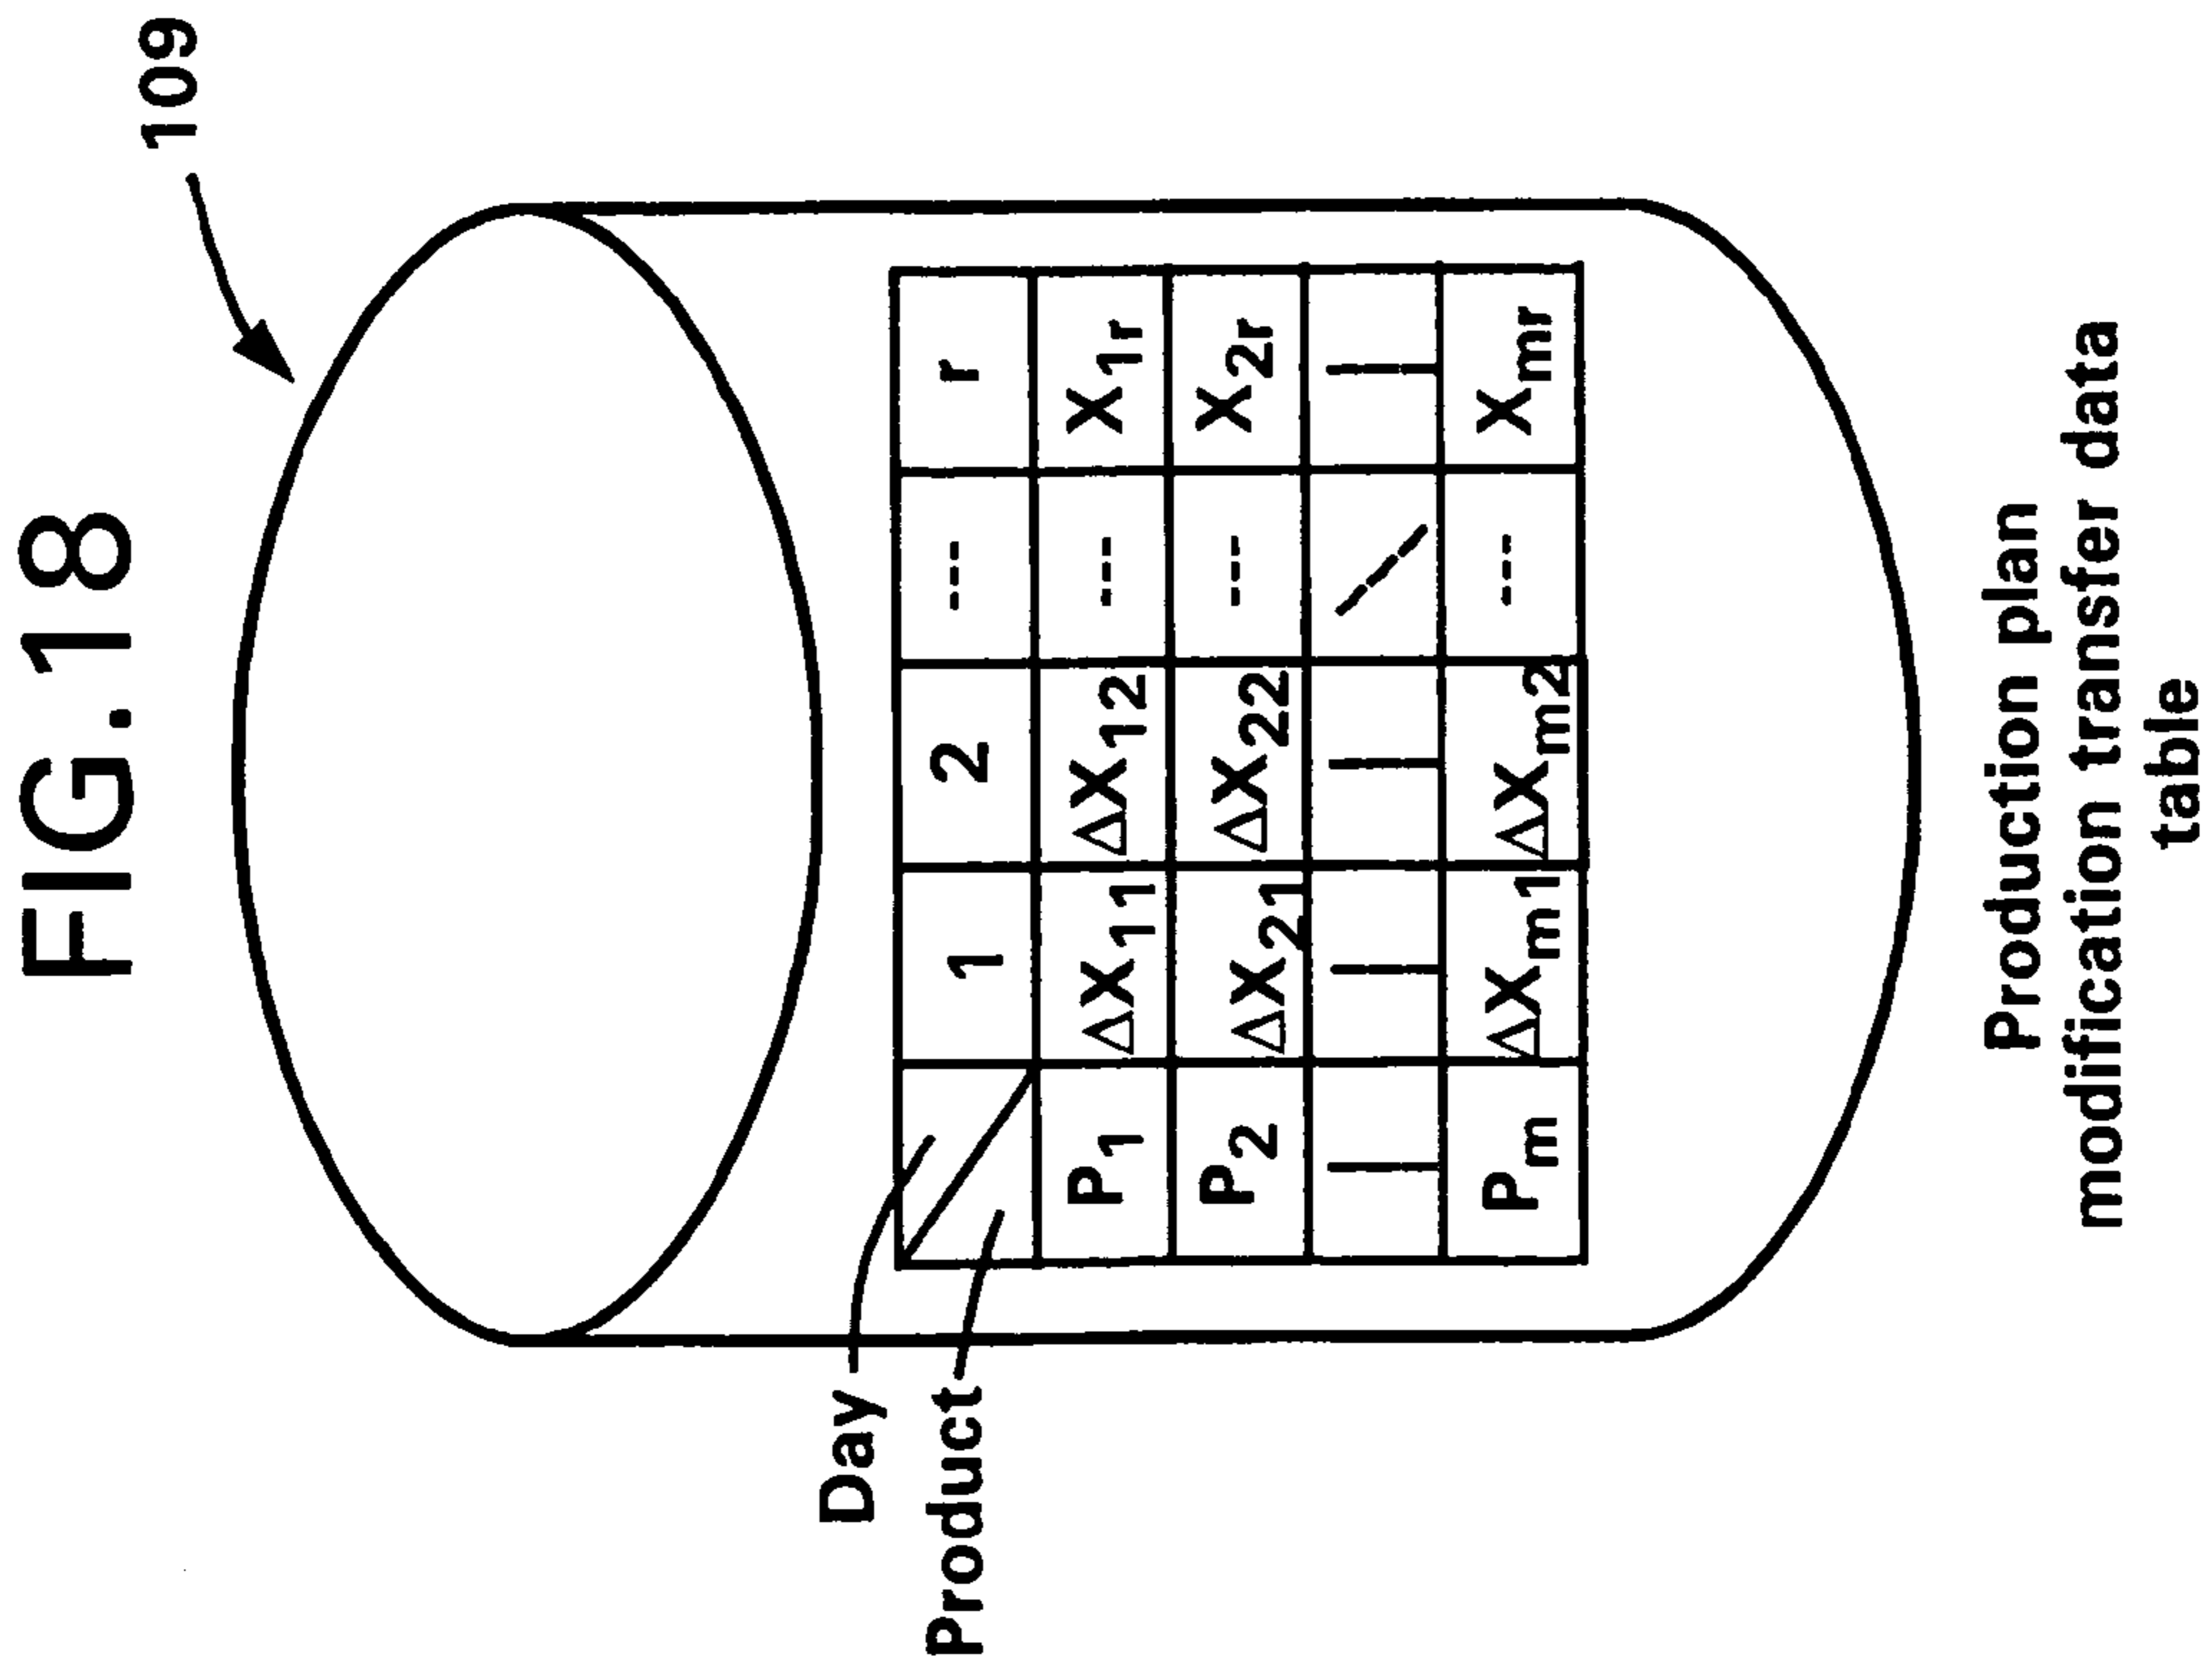 FIG.18
109
Day
Product
1 2 --- r
P1 ΔX11 ΔX12 --- X1r
P2 ΔX21 ΔX22 --- X2r
Pm ΔXm1 ΔXm2 --- Xmr
Production plan
modification transfer data
table